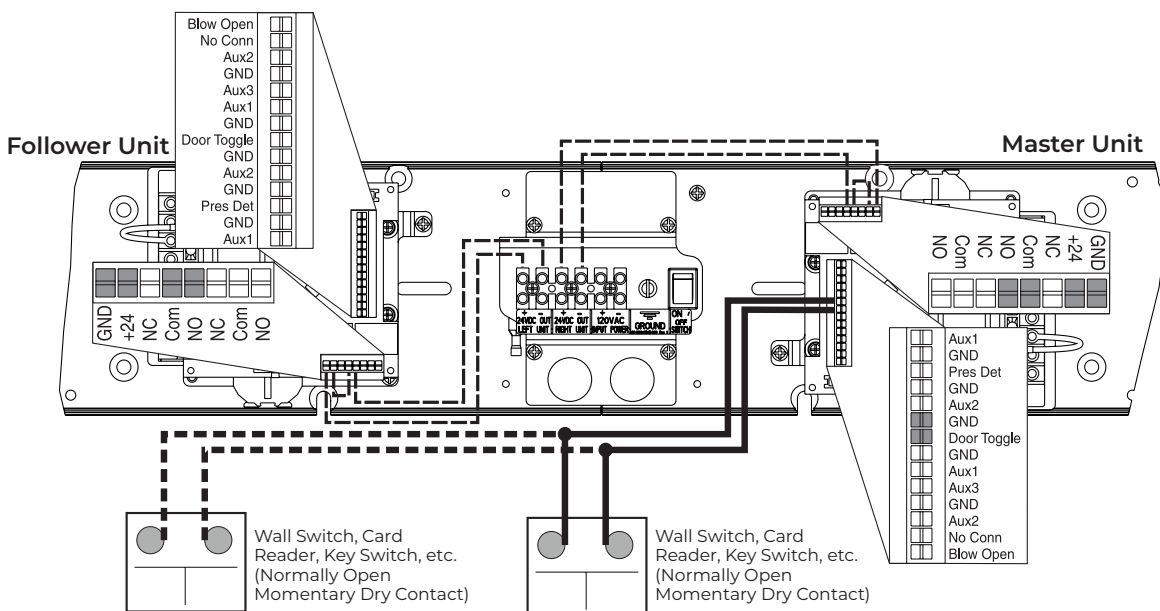 Blow Open
No Conn
Aux2
GND
Aux3
Aux1
GND
Door Toggle
GND
Aux2
GND
Pres Det
GND
Aux1
Follower Unit
Master Unit
GND
+24
NC
Com
NO
NC
Com
NO
NO
Com
NC
NO
Com
NC
+24
GND
+ - + - + -
24VDC OUT 24VDC OUT 120VAC
LEFT UNIT RIGHT UNIT INPUT POWER
GROUND
ON /
OFF
SWITCH
Aux1
GND
Pres Det
GND
Aux2
GND
Door Toggle
GND
Aux1
Aux3
GND
Aux2
No Conn
Blow Open
Wall Switch, Card
Reader, Key Switch, etc.
(Normally Open
Momentary Dry Contact)
Wall Switch, Card
Reader, Key Switch, etc.
(Normally Open
Momentary Dry Contact)